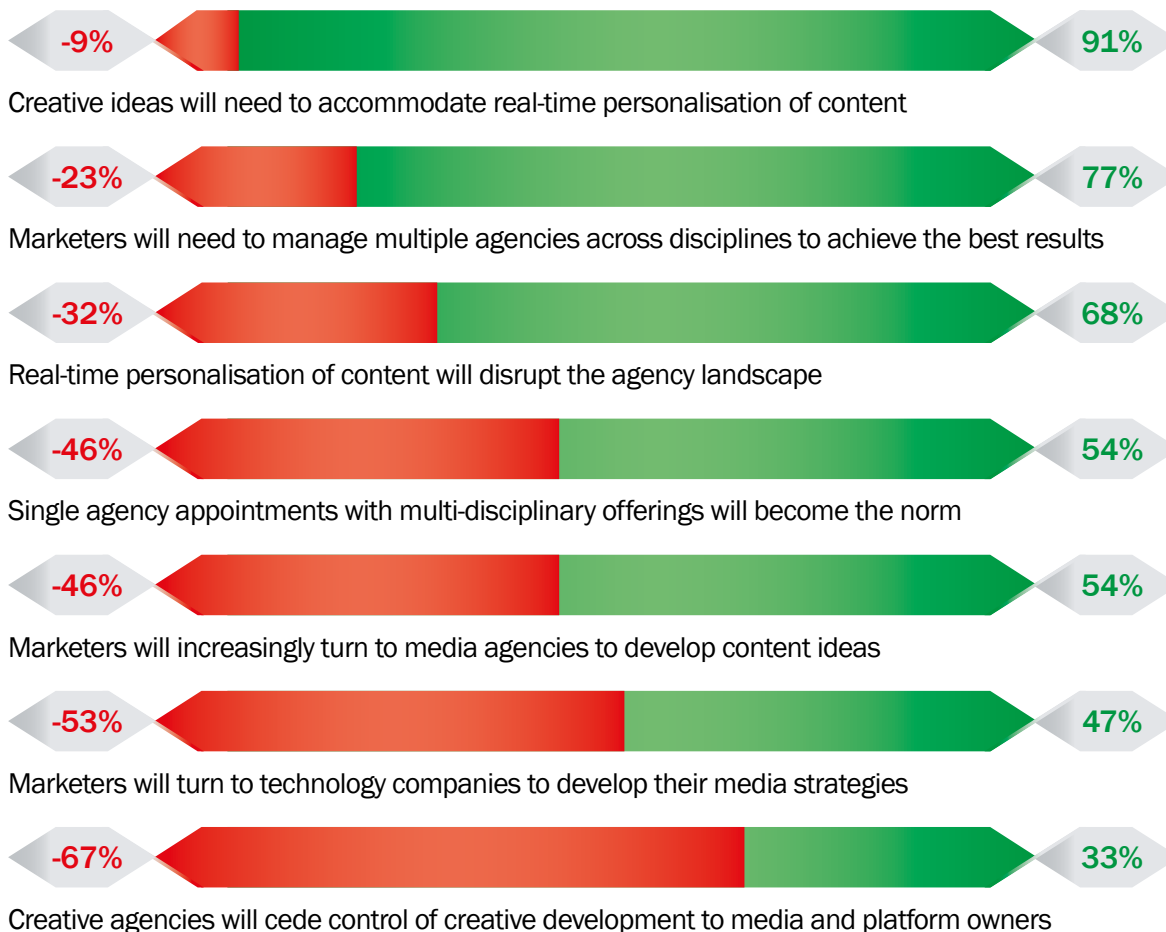 -9% 91%
Creative ideas will need to accommodate real-time personalisation of content
-23% 77%
Marketers will need to manage multiple agencies across disciplines to achieve the best results
-32% 68%
Real-time personalisation of content will disrupt the agency landscape
-46% 54%
Single agency appointments with multi-disciplinary offerings will become the norm
-46% 54%
Marketers will increasingly turn to media agencies to develop content ideas
-53% 47%
Marketers will turn to technology companies to develop their media strategies
-67% 33%
Creative agencies will cede control of creative development to media and platform owners